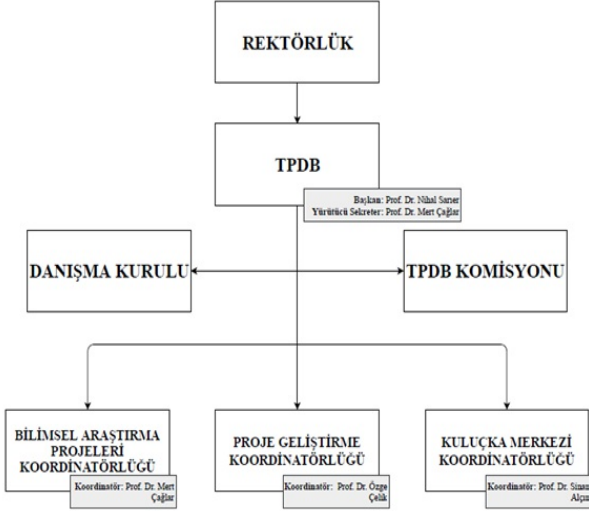 REKTÖRLÜK
TPDB
Başkan: Prof. Dr. Nihal Sarıer
Yürütücü Sekreter: Prof. Dr. Mert Çağlar
DANIŞMA KURULU
TPDB KOMİSYONU
BİLİMSEL ARAŞTIRMA
PROJELERİ
KOORDİNATÖRLÜĞÜ
Koordinatör: Prof. Dr. Mert
Çağlar
PROJE GELİŞTİRME
KOORDİNATÖRLÜĞÜ
Koordinatör: Prof. Dr. Özge
Çelik
KULUÇKA MERKEZİ
KOORDİNATÖRLÜĞÜ
Koordinatör: Prof. Dr. Sinan
Alçın